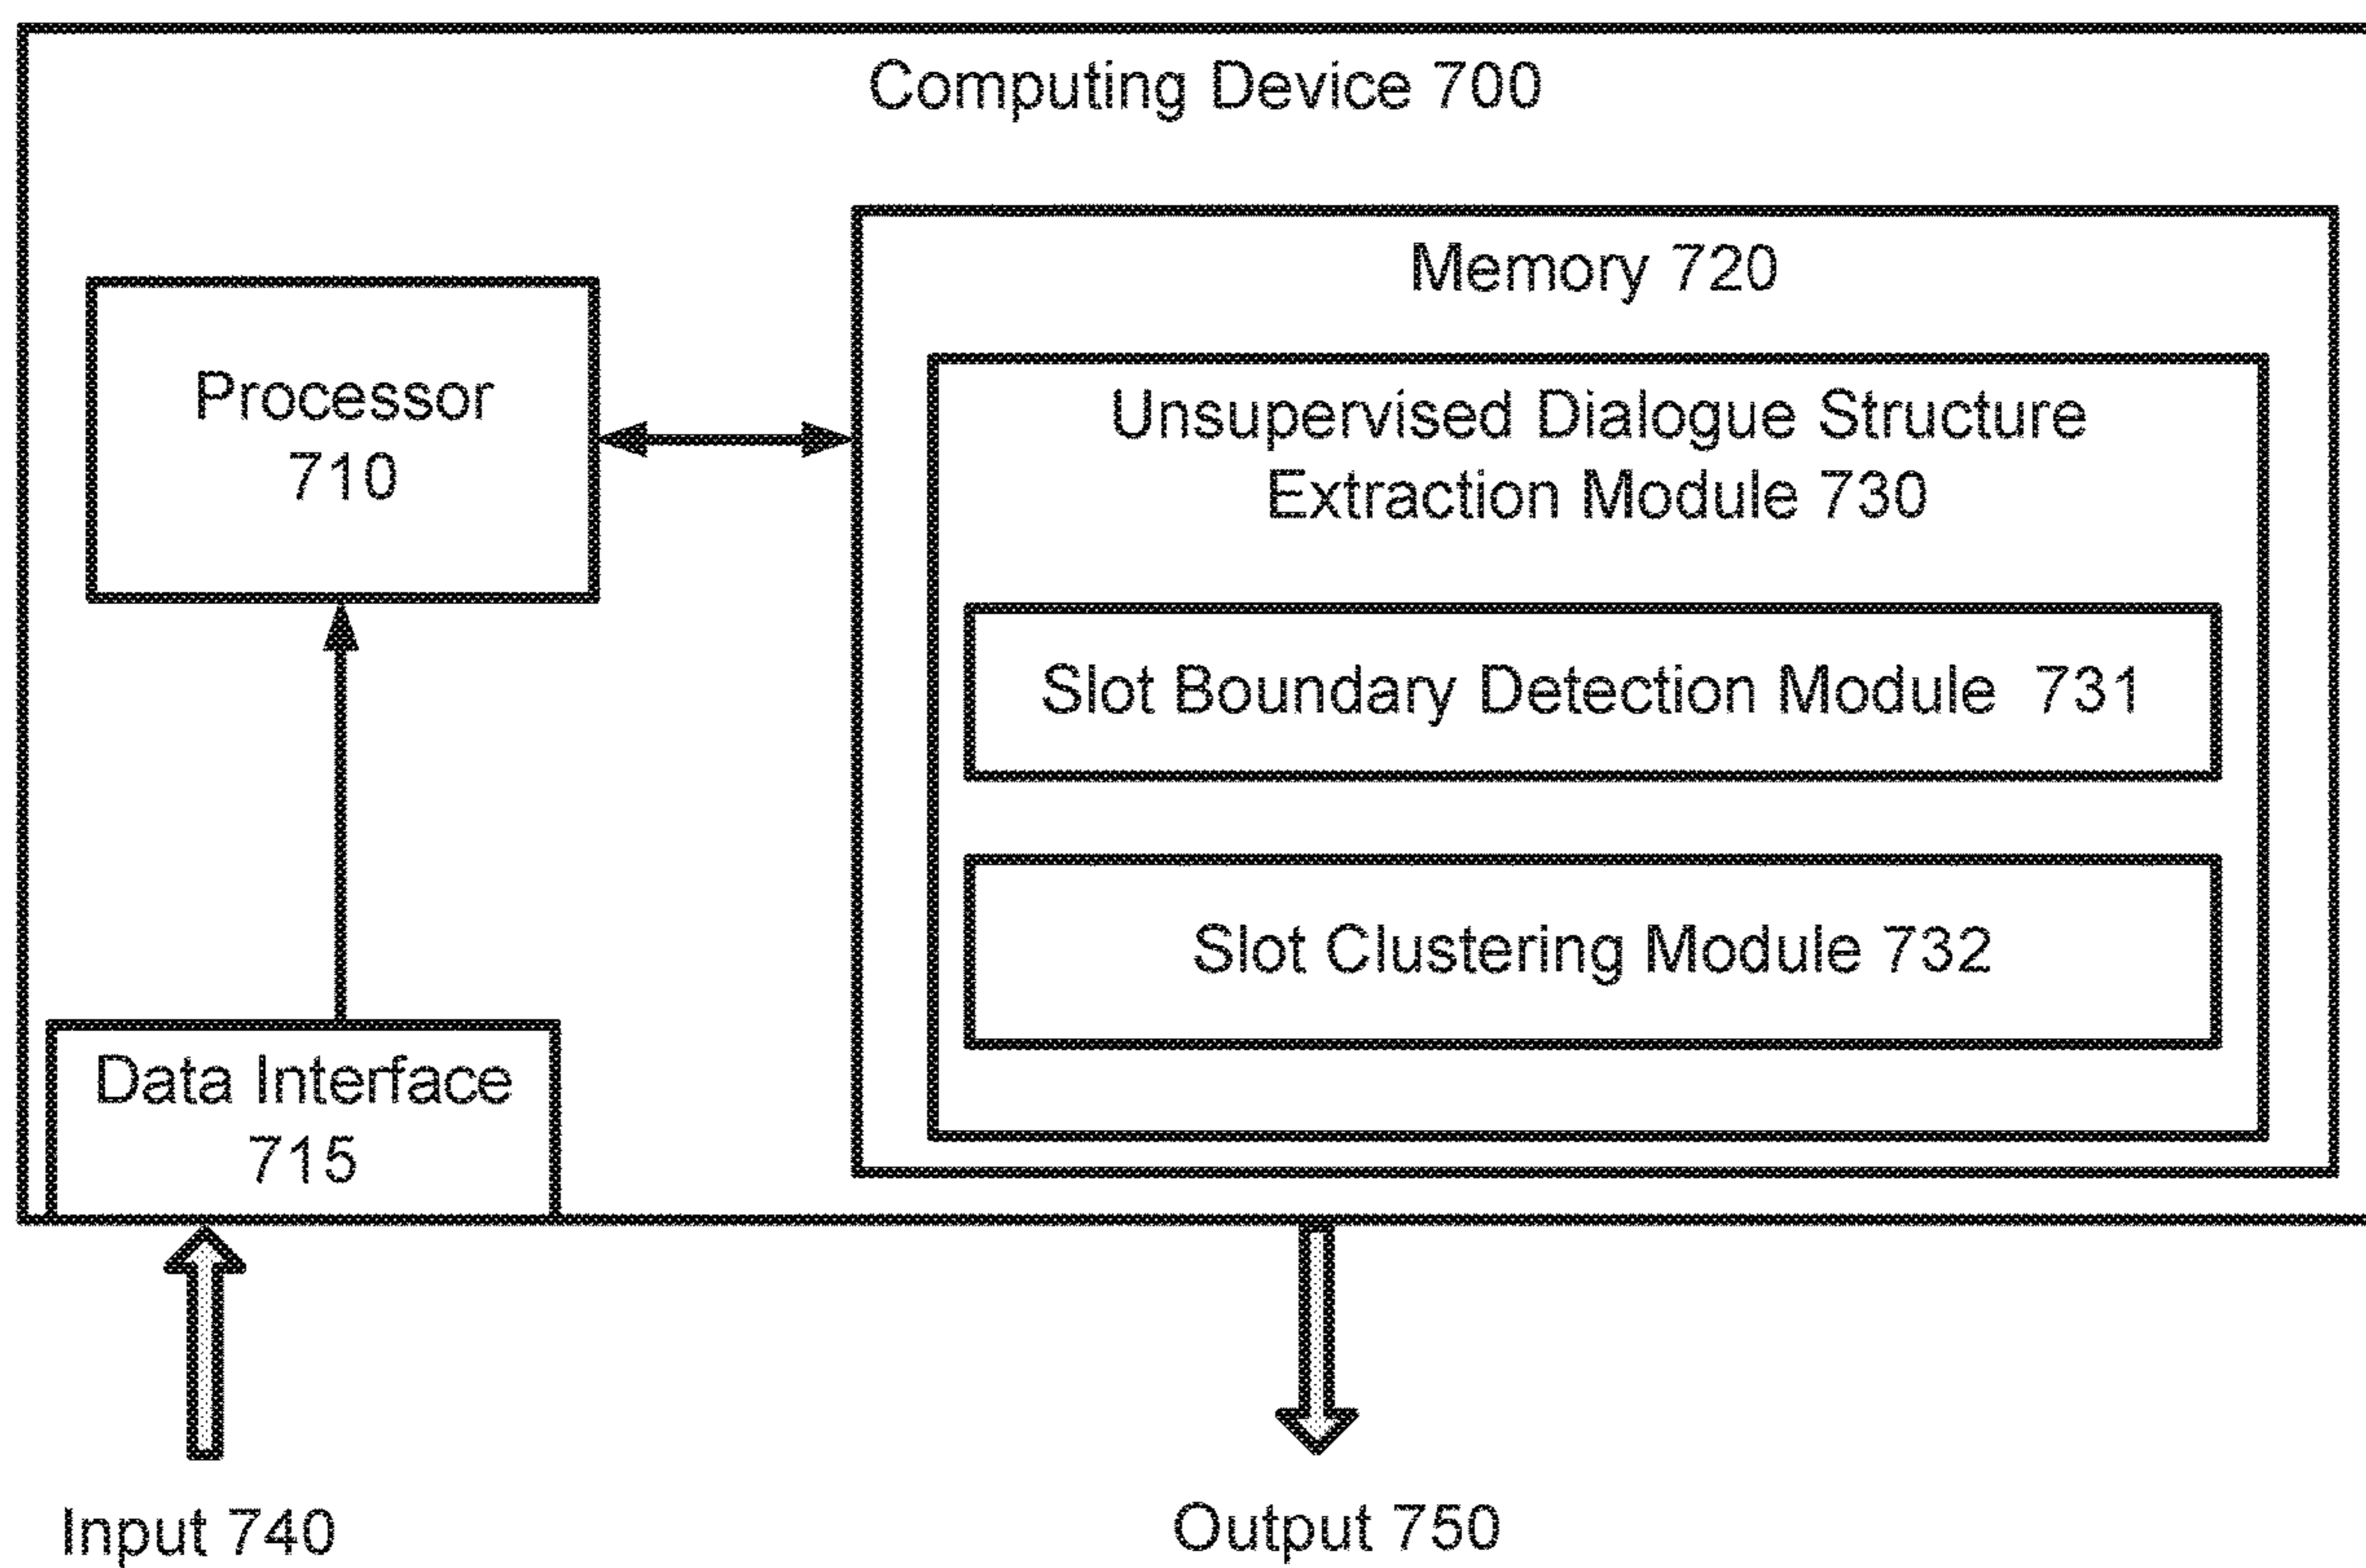 Computing Device 700
Memory 720
Processor
710
Unsupervised Dialogue Structure
Extraction Module 730
Slot Boundary Detection Module 731
Slot Clustering Module 732
Data Interface
715
Input 740
Output 750